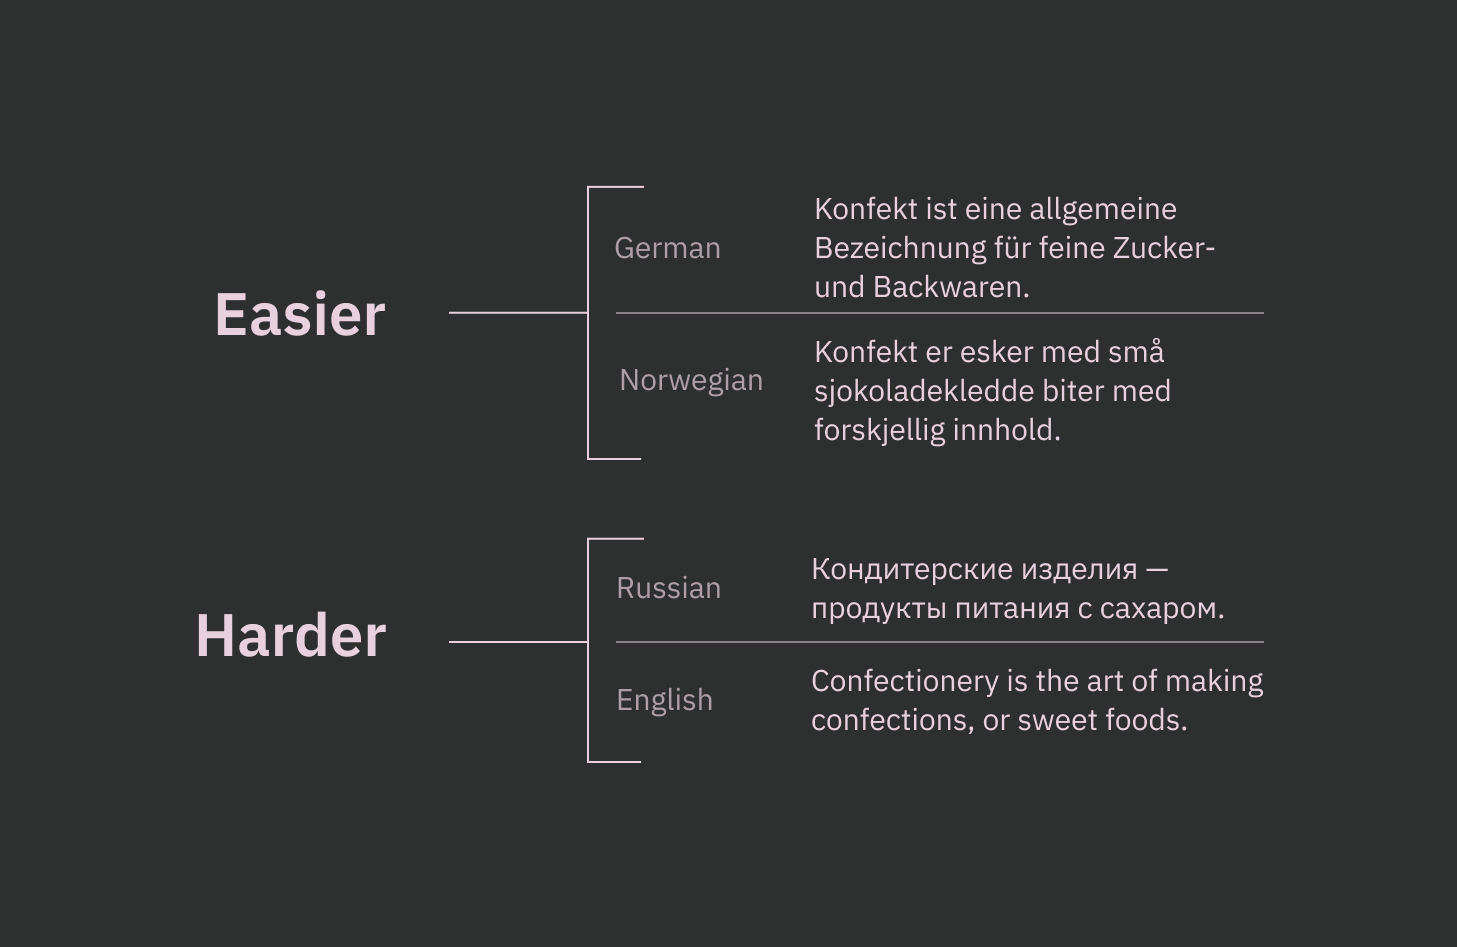 Easier
German
Konfekt ist eine allgemeine
Bezeichnung für feine Zucker-
und Backwaren.
Norwegian
Konfekt er esker med små
sjokoladekledde biter med
forskjellig innhold.
Harder
Russian
Кондитерские изделия —
продукты питания с сахаром.
English
Confectionery is the art of making
confections, or sweet foods.